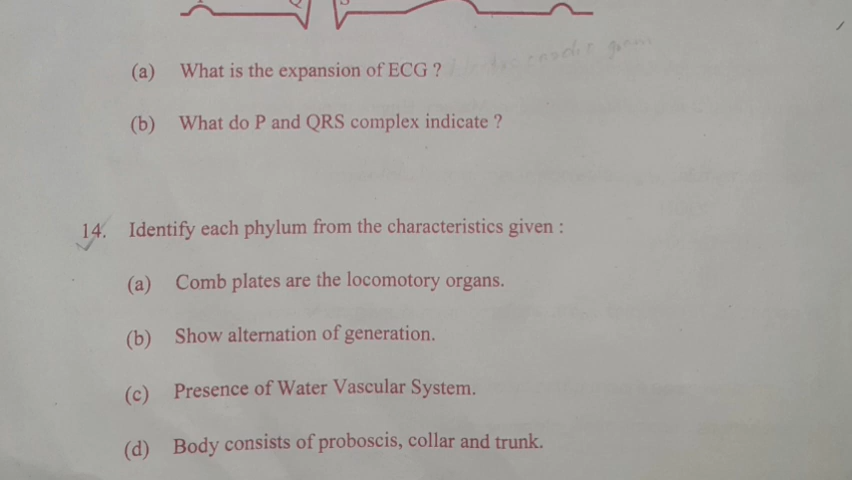 (a) What is the expansion of ECG ?
(b) What do P and QRS complex indicate ?
14. Identify each phylum from the characteristics given :
(a) Comb plates are the locomotory organs.
(b) Show alternation of generation.
(c) Presence of Water Vascular System.
(d) Body consists of proboscis, collar and trunk.